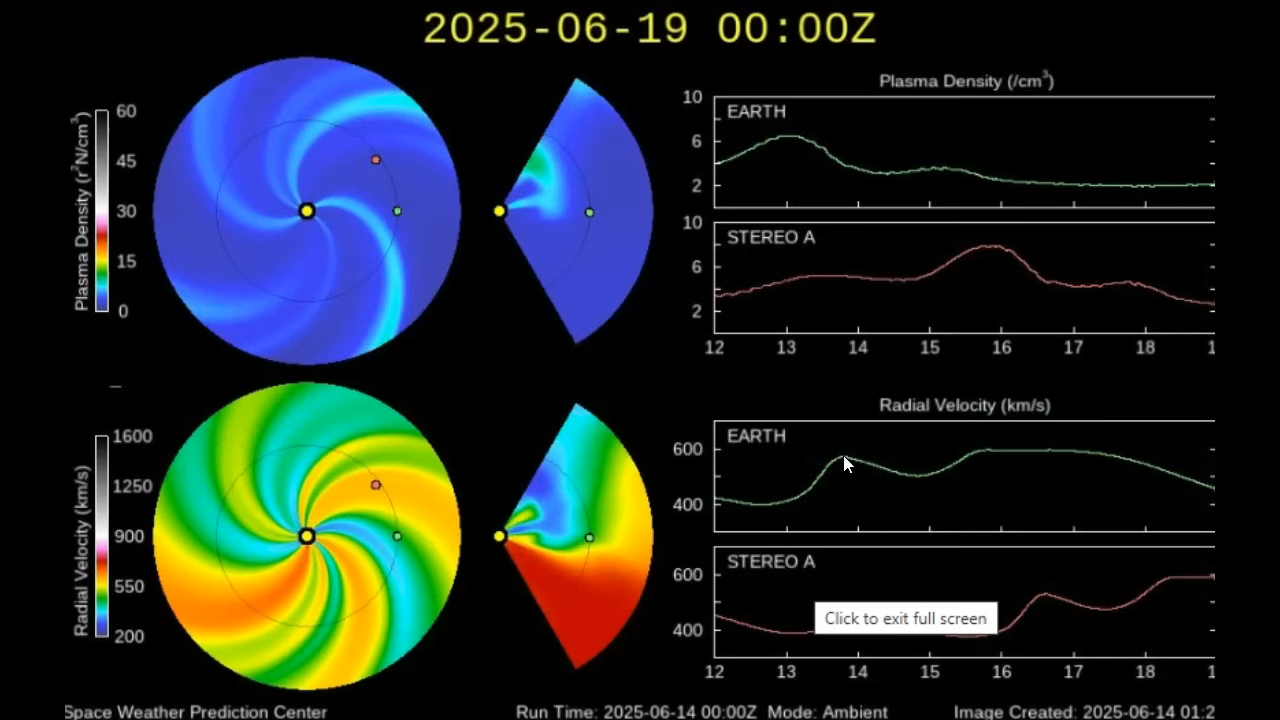 2025-06-19 00:00Z
Plasma Density (r²N/cm³)
60
45
30
15
0
Plasma Density (/cm³)
10
EARTH
6
2
10
STEREO A
6
2
12 13 14 15 16 17 18 1
Radial Velocity (km/s)
1600
1250
900
550
200
Radial Velocity (km/s)
EARTH
600
400
STEREO A
600
Click to exit full screen
400
12 13 14 15 16 17 18 1
Space Weather Prediction Center Run Time: 2025-06-14 00:00Z Mode: Ambient Image Created: 2025-06-14 01:2